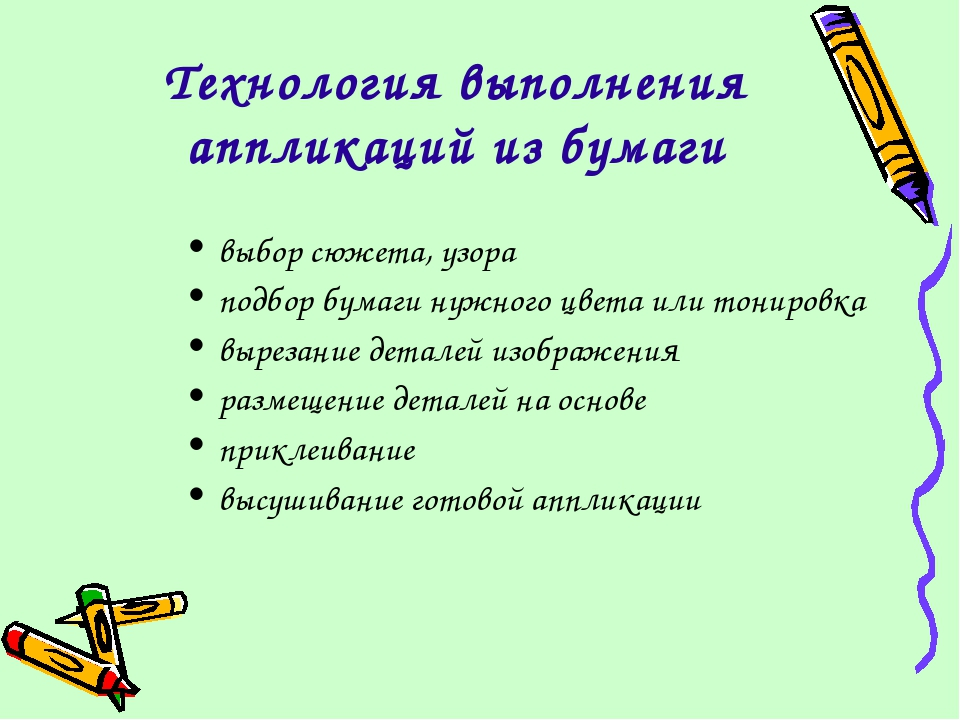 Технология выполнения
аппликаций из бумаги
• выбор сюжета, узора
• подбор бумаги нужного цвета или тонировка
• вырезание деталей изображения
• размещение деталей на основе
• приклеивание
• высушивание готовой аппликации